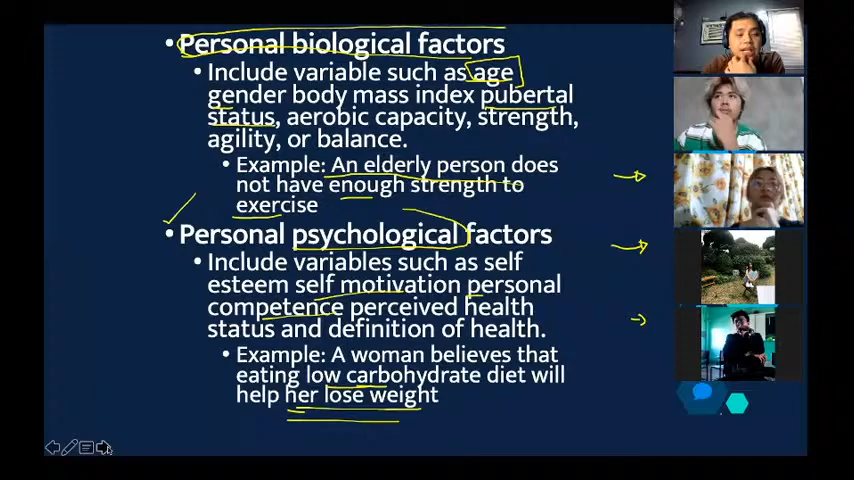 • Personal biological factors
• Include variable such as age
gender body mass index pubertal
status, aerobic capacity, strength,
agility, or balance.
• Example: An elderly person does
not have enough strength to
exercise
• Personal psychological factors
• Include variables such as self
esteem self motivation personal
competence perceived health
status and definition of health.
• Example: A woman believes that
eating low carbohydrate diet will
help her lose weight